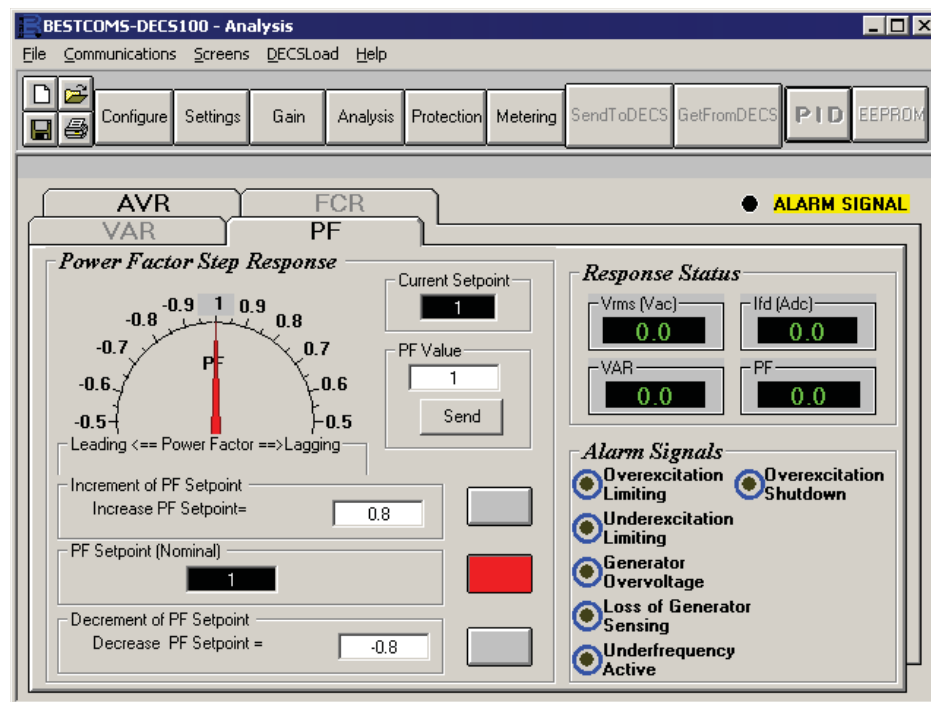 BESTCOMS-DECS100 - Analysis
File Communications Screens DECSLoad Help
Configure Settings Gain Analysis Protection Metering SendToDECS GetFromDECS PID EEPROM
AVR FCR
ALARM SIGNAL
VAR PF
Power Factor Step Response
-0.5 -0.6 -0.7 -0.8 -0.9 1 0.9 0.8 0.7 0.6 0.5
PF
Leading <== Power Factor ==>Lagging
Current Setpoint
1
PF Value
1
Send
Increment of PF Setpoint
Increase PF Setpoint= 0.8
PF Setpoint (Nominal)
1
Decrement of PF Setpoint
Decrease PF Setpoint = -0.8
Response Status
Vrms (Vac) Ifd (Adc)
0.0 0.0
VAR PF
0.0 0.0
Alarm Signals
Overexcitation Limiting
Overexcitation Shutdown
Underexcitation Limiting
Generator Overvoltage
Loss of Generator Sensing
Underfrequency Active